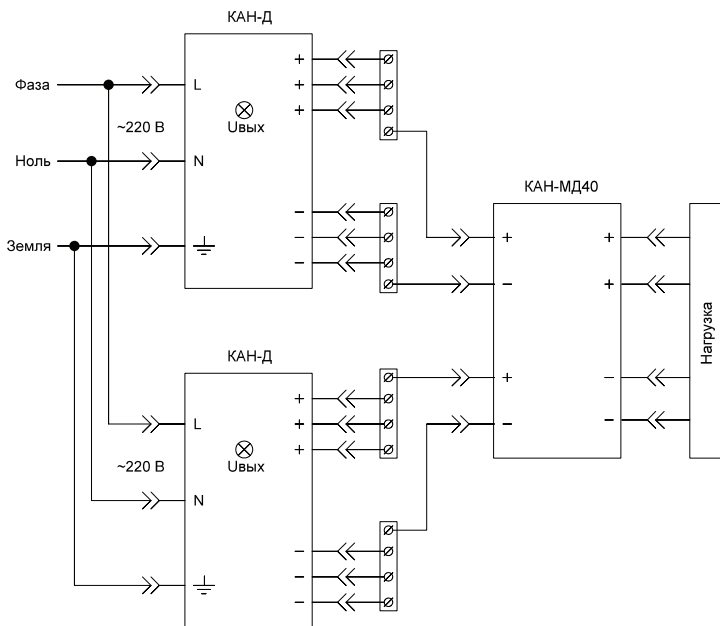 КАН-Д
Фаза
L
+
+
+
~220 В
Uвых
Ноль
N
КАН-МД40
Земля
−
−
−
+
−
+
+
Нагрузка
КАН-Д
+
−
−
−
L
+
+
+
~220 В
Uвых
N
−
−
−